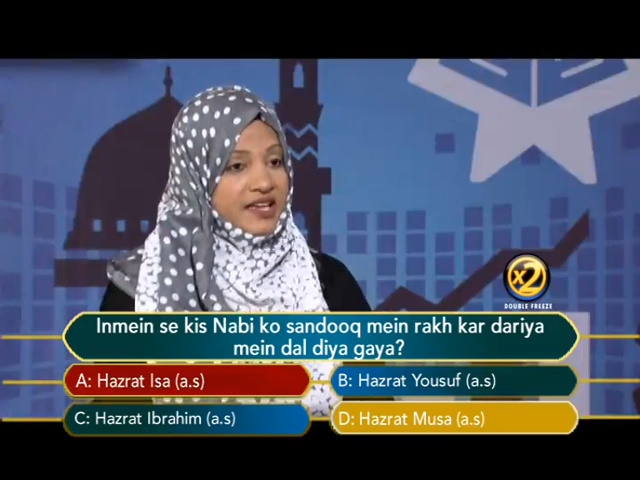 x2
DOUBLE FREEZE
Inmein se kis Nabi ko sandooq mein rakh kar dariya
mein dal diya gaya?
A: Hazrat Isa (a.s)
B: Hazrat Yousuf (a.s)
C: Hazrat Ibrahim (a.s)
D: Hazrat Musa (a.s)